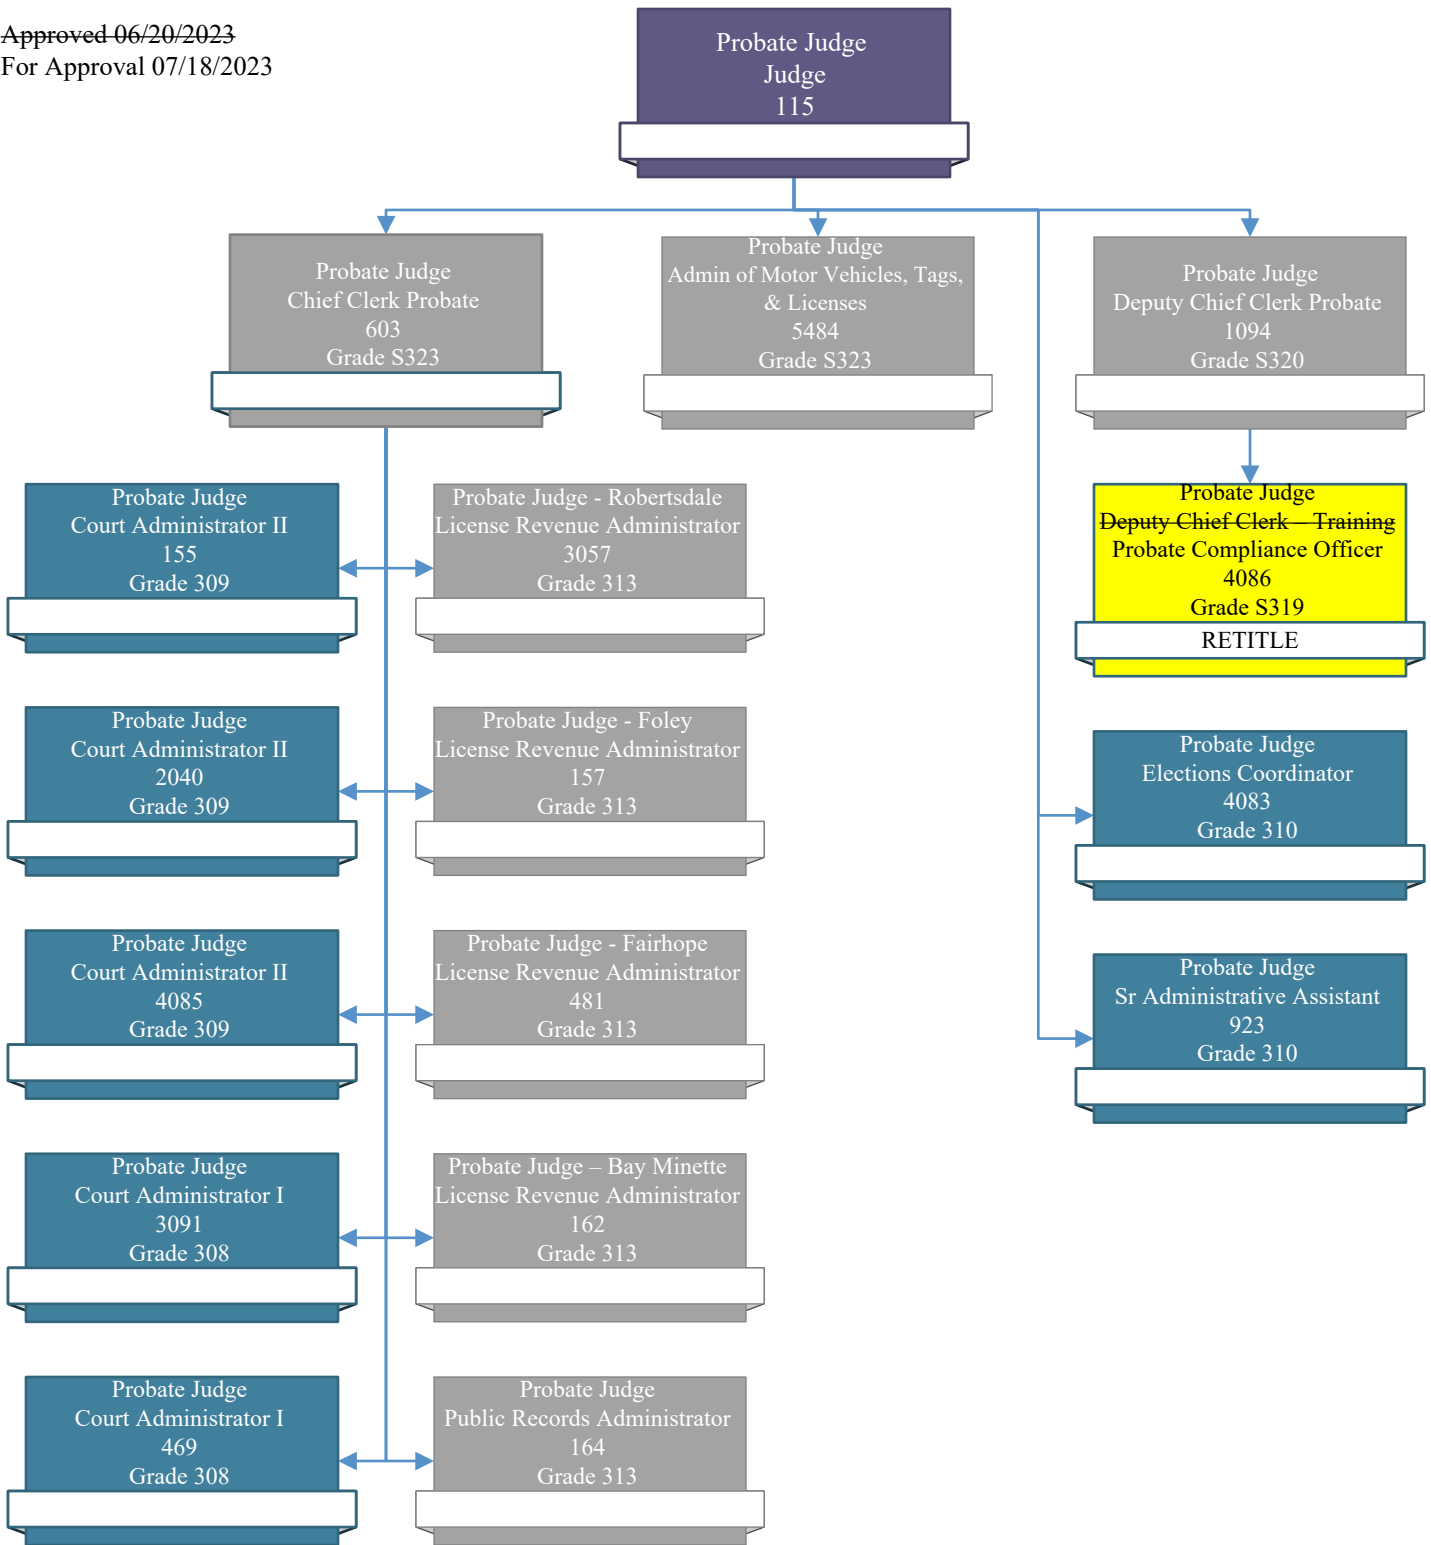 Approved 06/20/2023
For Approval 07/18/2023
Probate Judge
Judge
115
Probate Judge
Chief Clerk Probate
603
Grade S323
Probate Judge
Admin of Motor Vehicles, Tags,
& Licenses
5484
Grade S323
Probate Judge
Deputy Chief Clerk Probate
1094
Grade S320
Probate Judge
Court Administrator II
155
Grade 309
Probate Judge - Robertsdale
License Revenue Administrator
3057
Grade 313
Probate Judge
Deputy Chief Clerk – Training
Probate Compliance Officer
4086
Grade S319
RETITLE
Probate Judge
Court Administrator II
2040
Grade 309
Probate Judge - Foley
License Revenue Administrator
157
Grade 313
Probate Judge
Elections Coordinator
4083
Grade 310
Probate Judge
Court Administrator II
4085
Grade 309
Probate Judge - Fairhope
License Revenue Administrator
481
Grade 313
Probate Judge
Sr Administrative Assistant
923
Grade 310
Probate Judge
Court Administrator I
3091
Grade 308
Probate Judge – Bay Minette
License Revenue Administrator
162
Grade 313
Probate Judge
Court Administrator I
469
Grade 308
Probate Judge
Public Records Administrator
164
Grade 313